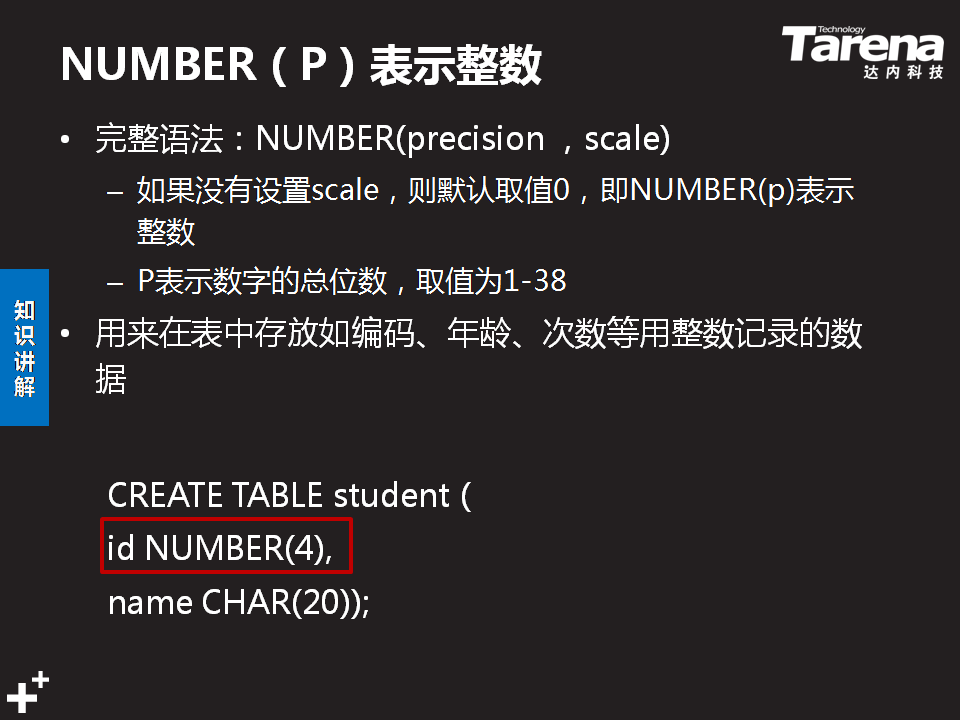 NUMBER（P）表示整数
Technology
Tarena
达内科技
• 完整语法：NUMBER(precision ，scale)
– 如果没有设置scale，则默认取值0，即NUMBER(p)表示
整数
– P表示数字的总位数，取值为1-38
知识讲解
• 用来在表中存放如编码、年龄、次数等用整数记录的数
据
CREATE TABLE student（
id NUMBER(4),
name CHAR(20));